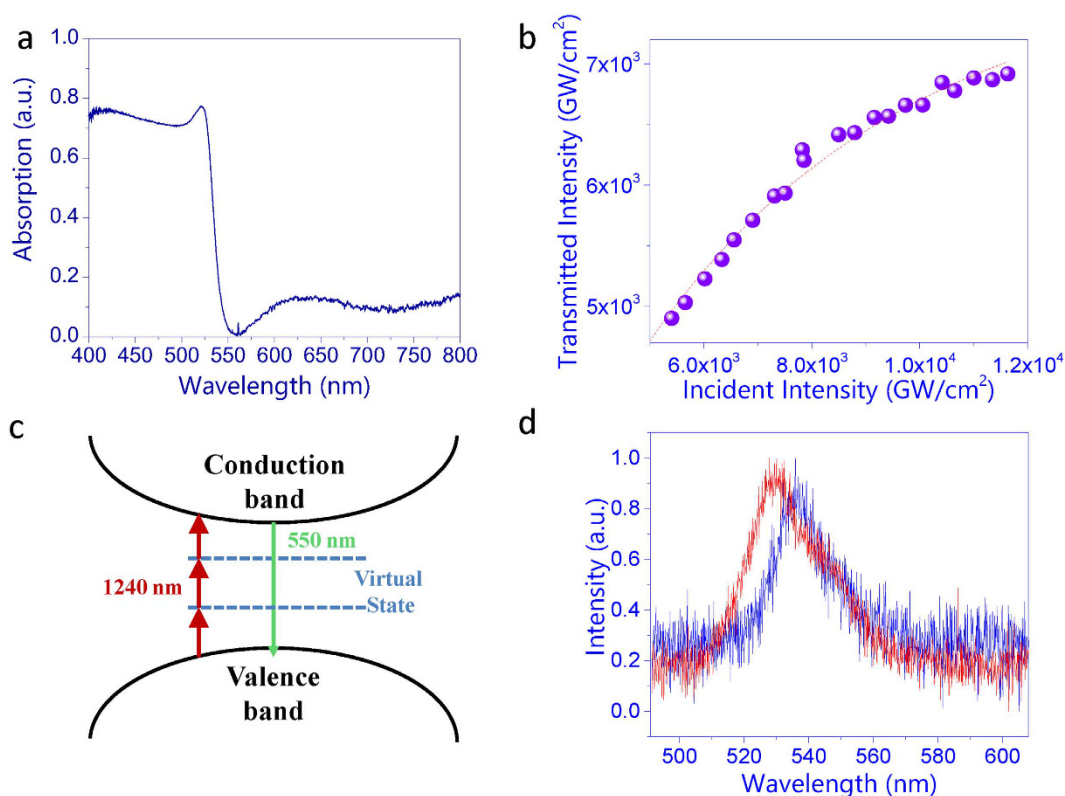 a
1.0
0.8
0.6
0.4
0.2
0.0
Absorption (a.u.)
400 450 500 550 600 650 700 750 800
Wavelength (nm)
b
7x10³
6x10³
5x10³
Transmitted Intensity (GW/cm²)
6.0x10³ 8.0x10³ 1.0x10⁴ 1.2x10⁴
Incident Intensity (GW/cm²)
c
Conduction
band
550 nm
1240 nm
Virtual
State
Valence
band
d
1.0
0.8
0.6
0.4
0.2
0.0
Intensity (a.u.)
500 520 540 560 580 600
Wavelength (nm)